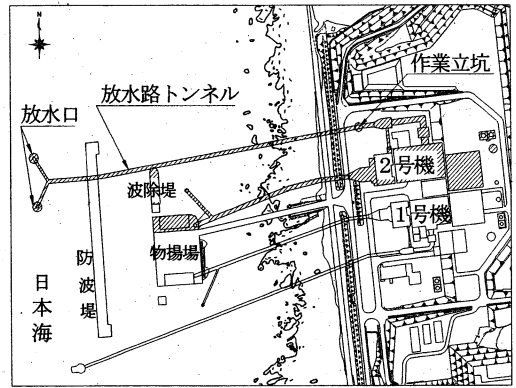 N
作業立坑
放水路トンネル
放水口
2号機
波除堤
1号機
物揚場
防波堤
日本海